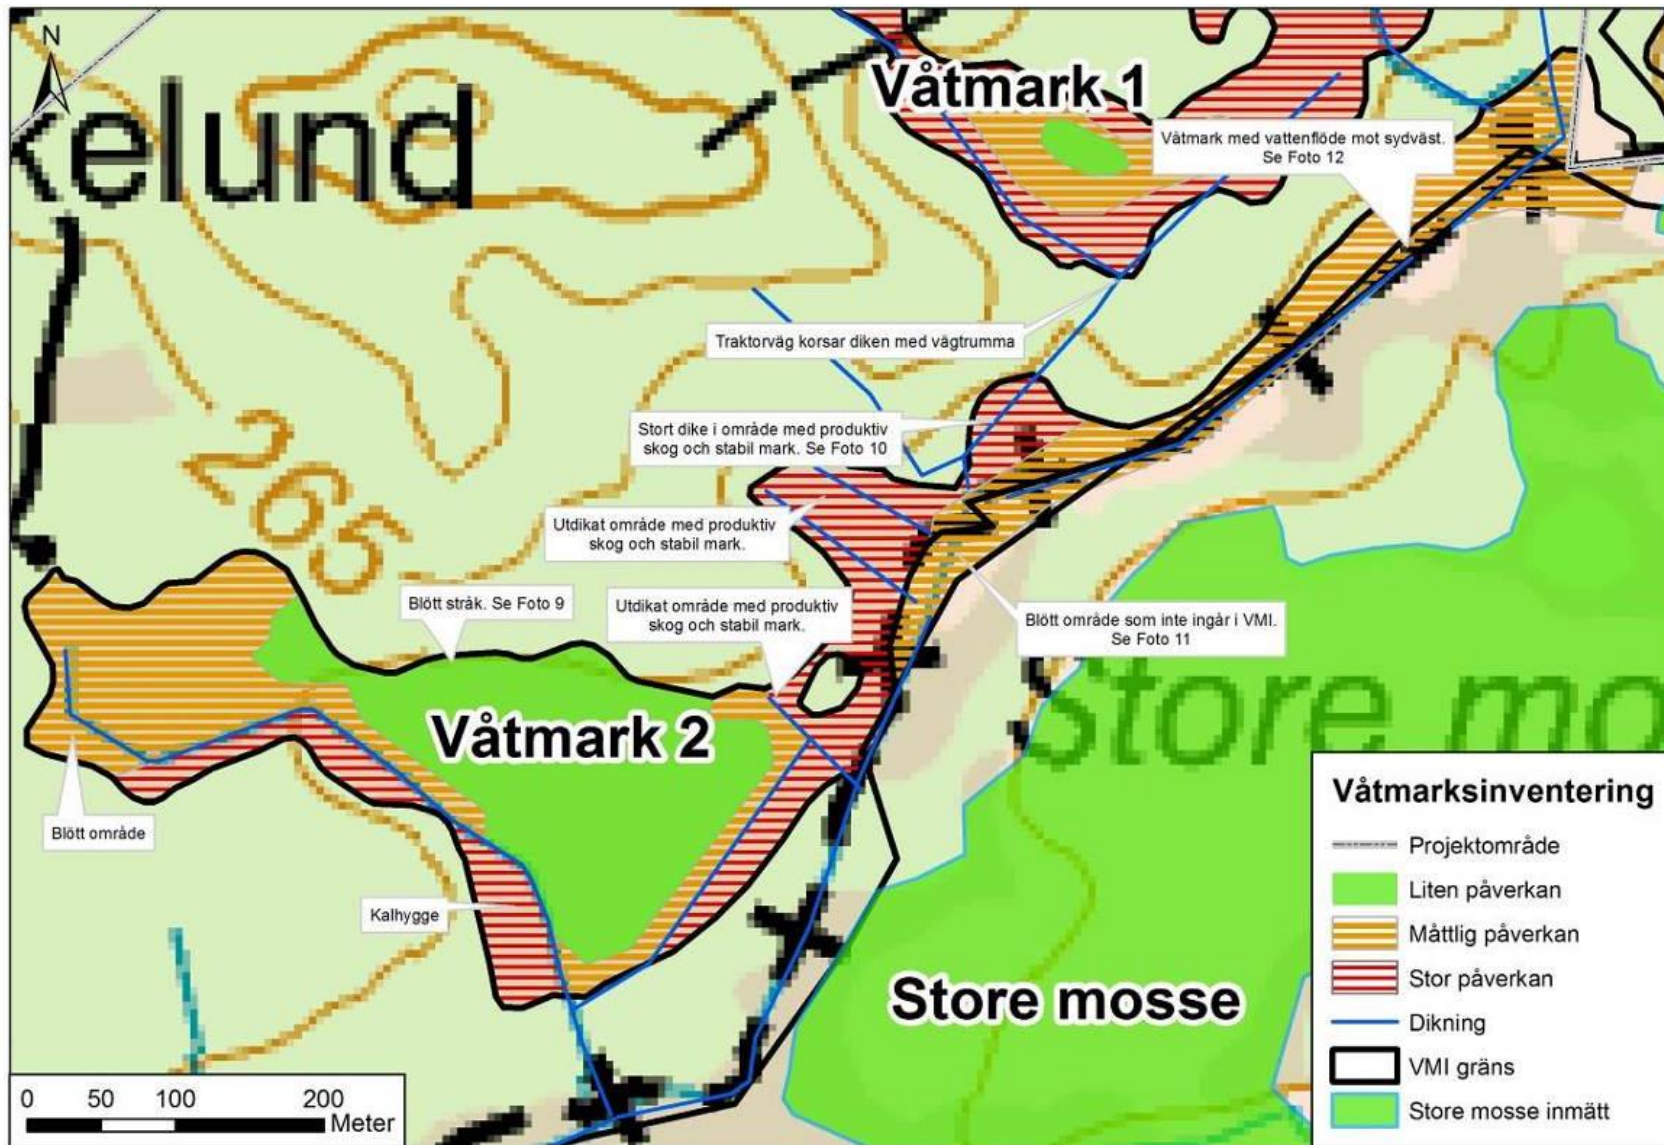 N
kelund
Våtmark 1
Våtmark med vattenflöde mot sydväst.
Se Foto 12
Traktorväg korsar diken med vägtrumma
Stort dike i område med produktiv
skog och stabil mark. Se Foto 10
265
Utdikat område med produktiv
skog och stabil mark.
Blött stråk. Se Foto 9
Utdikat område med produktiv
skog och stabil mark.
Blött område som inte ingår i VMI.
Se Foto 11
Store mo
Våtmark 2
Blött område
Kalhygge
Store mosse
Våtmarksinventering
Projektområde
Liten påverkan
Måttlig påverkan
Stor påverkan
Dikning
VMI gräns
Store mosse inmätt
0 50 100 200
Meter